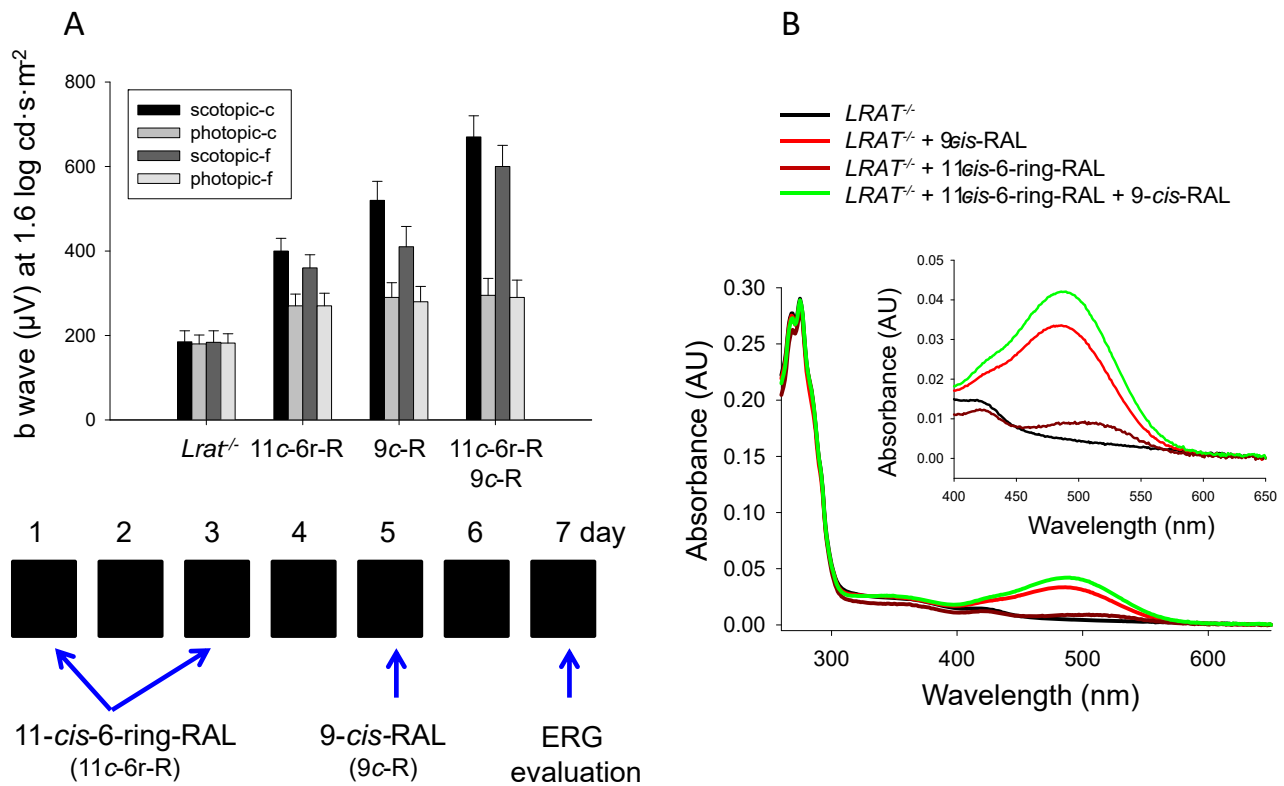 A
b wave (µV) at 1.6 log cd·s·m-2
800
600
400
200
0
scotopic-c
photopic-c
scotopic-f
photopic-f
Lrat-/-
11c-6r-R
9c-R
11c-6r-R
9c-R
1 2 3 4 5 6 7 day
11-cis-6-ring-RAL
(11c-6r-R)
9-cis-RAL
(9c-R)
ERG
evaluation
B
LRAT-/-
LRAT-/- + 9cis-RAL
LRAT-/- + 11cis-6-ring-RAL
LRAT-/- + 11cis-6-ring-RAL + 9-cis-RAL
Absorbance (AU)
0.30
0.25
0.20
0.15
0.10
0.05
0.00
300 400 500 600
Wavelength (nm)
Absorbance (AU)
0.05
0.04
0.03
0.02
0.01
0.00
400 450 500 550 600 650
Wavelength (nm)